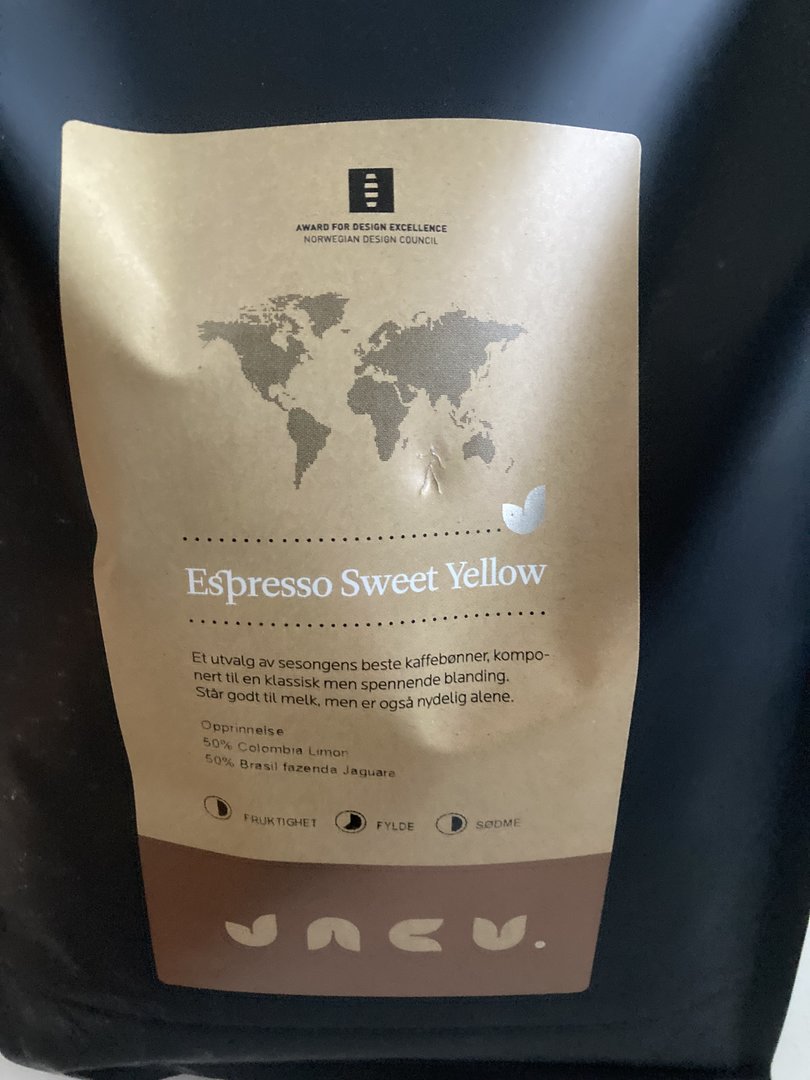 AWARD FOR DESIGN EXCELLENCE
NORWEGIAN DESIGN COUNCIL
Espresso Sweet Yellow
Et utvalg av sesongens beste kaffebønner, kompo-
nert til en klassisk men spennende blanding.
Står godt til melk, men er også nydelig alene.
Opprinnelse
50% Colombia Limon
50% Brasil fazenda Jaguara
FRUKTIGHET FYLDE SØDME
JACU.